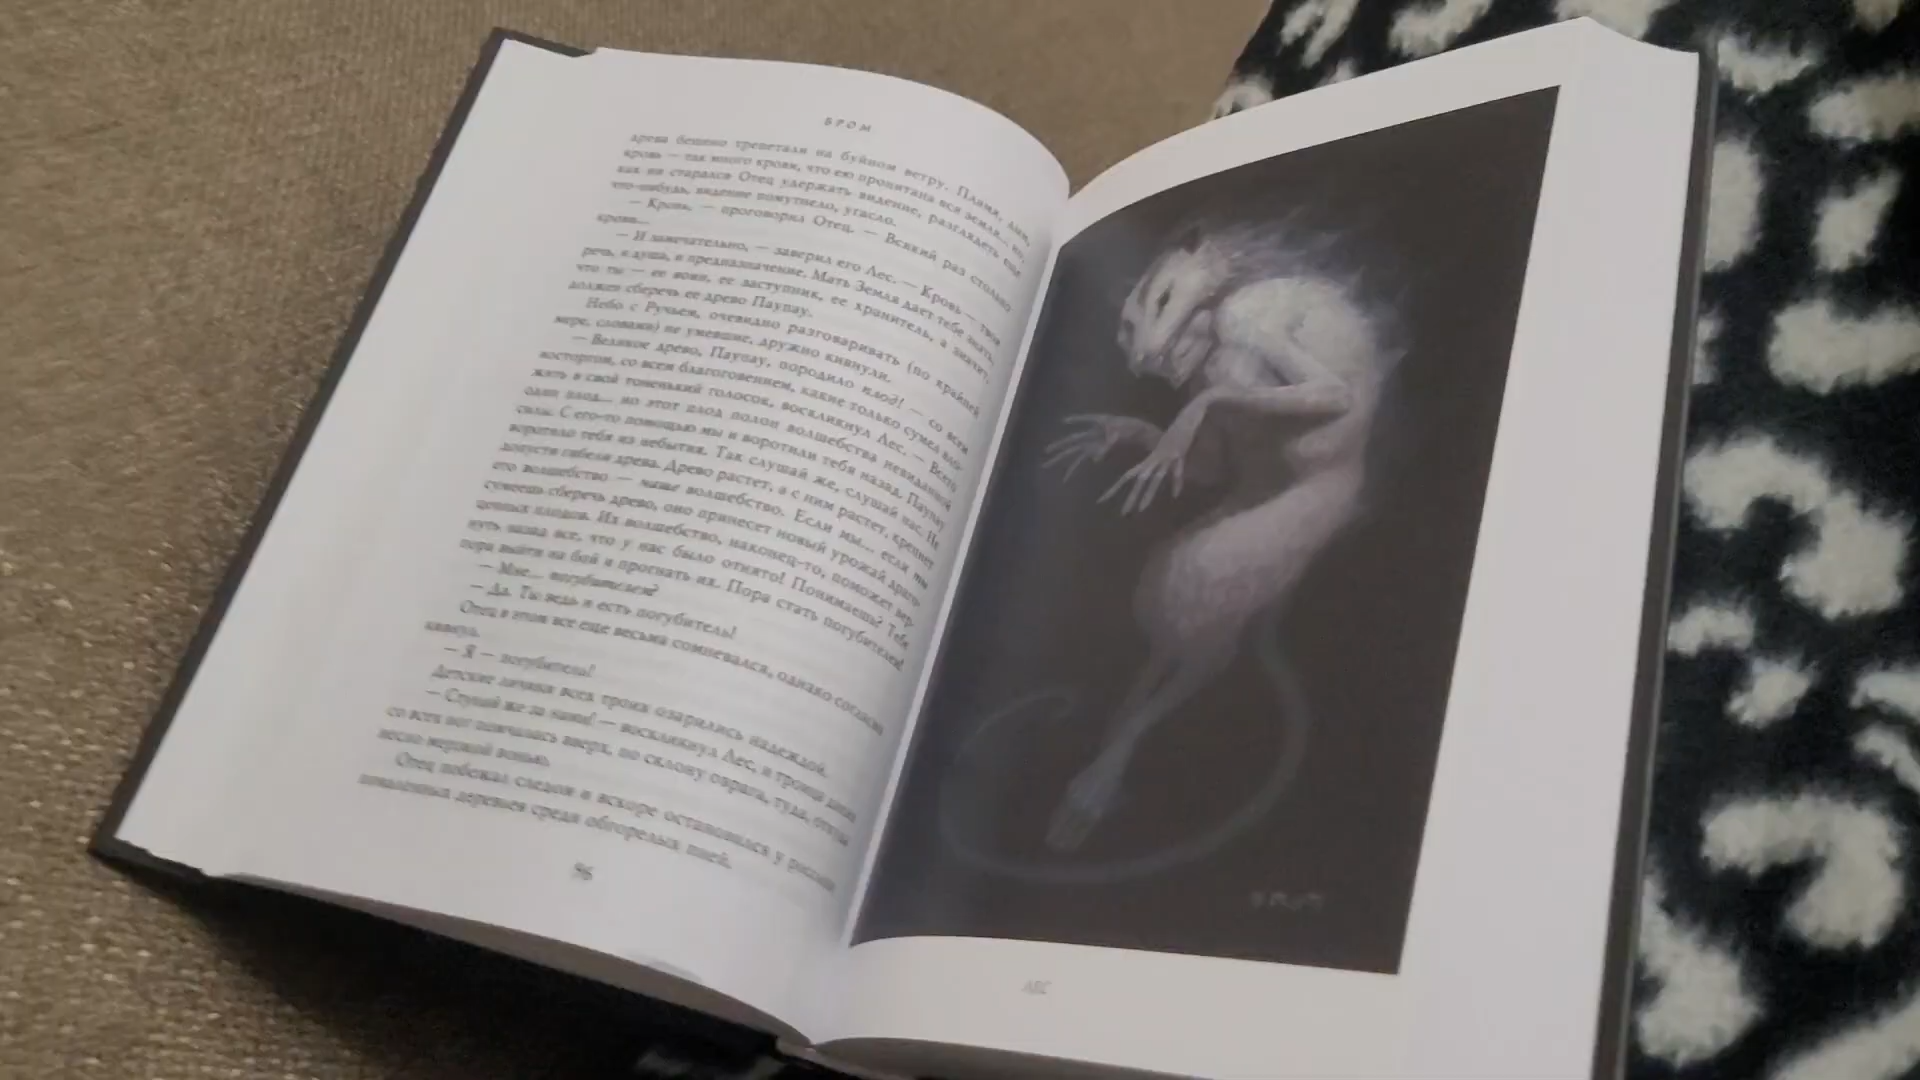 БРОМ
древа бешено трепетали на буйном ветру. Пламя, дым,
кровь — так много крови, что ею пропитана вся земля... но,
как ни старался Отец удержать видение, разглядеть еще
что-нибудь, видение помутнело, угасло.
— Кровь, — проговорил Отец. — Всякий раз столько
крови...
— И замечательно, — заверил его Лес. — Кровь — твоя
речь, и душа, и предназначение. Мать Земля дает тебе знать,
что ты — ее воин, ее заступник, ее хранитель, а значит,
должен сберечь ее древо Паупау.
Небо с Ручьем, очевидно разговаривать (по крайней
мере, словами) не умевшие, дружно кивнули.
— Великое древо, Паупау, породило плод! — со всем
восторгом, со всем благоговением, какие только сумел вло-
жить в свой тоненький голосок, воскликнул Лес. — Всего
один плод... но этот плод полон волшебства невиданной
силы. С его-то помощью мы и воротили тебя назад. Паупау
воротило тебя из небытия. Так слушай же, слушай нас. Не
допусти гибели древа. Древо растет, а с ним растет, крепнет
его волшебство — наше волшебство. Если мы... если мы
сумеешь сберечь древо, оно принесет новый урожай драго-
ценных плодов. Их волшебство, наконец-то, поможет вер-
нуть назад все, что у нас было отнято! Понимаешь? Тебе
пора выйти на бой и прогнать их. Пора стать погубителем!
— Мне... погубителем?
— Да. Ты ведь и есть погубитель!
Отец в этом все еще весьма сомневался, однако согласно
кивнул.
— Я — погубитель!
Детские личики всех троих озарились надеждой.
— Ступай же за нами! — воскликнул Лес, и троица
со всех ног помчалась вверх, по склону оврага, туда, откуда
несло мерзкой вонью.
Отец побежал следом и вскоре остановился у
поваленных деревьев среди обгорелых пней.
96
БРОМ
ЛЕС